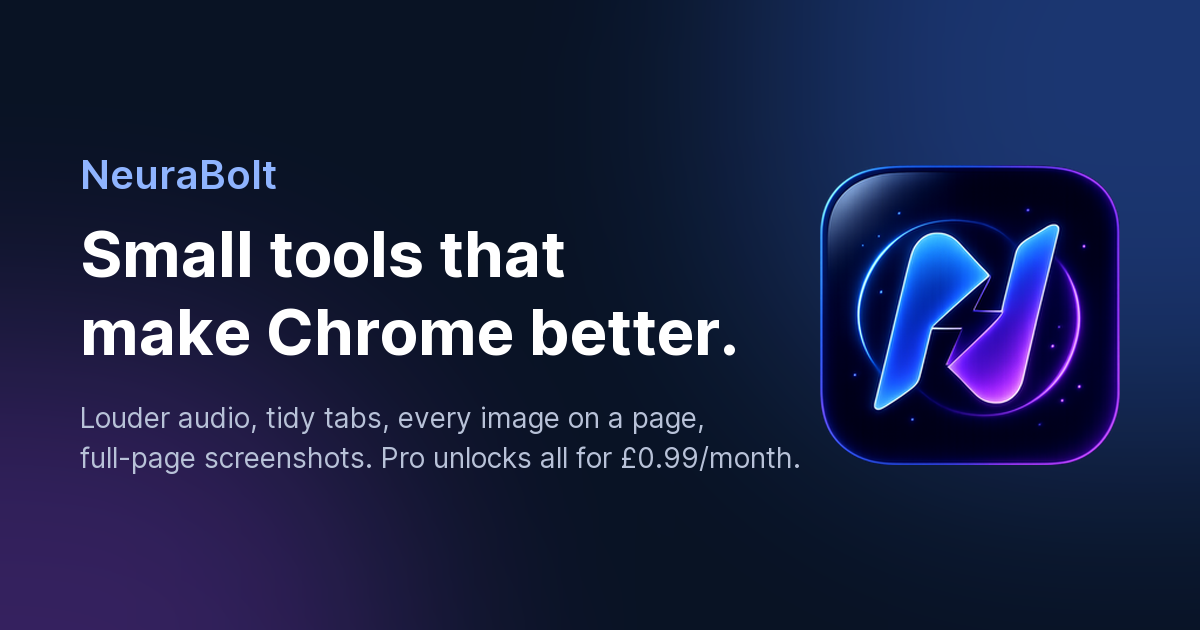 NeuraBolt
Small tools that
make Chrome better.
Louder audio, tidy tabs, every image on a page,
full-page screenshots. Pro unlocks all for £0.99/month.